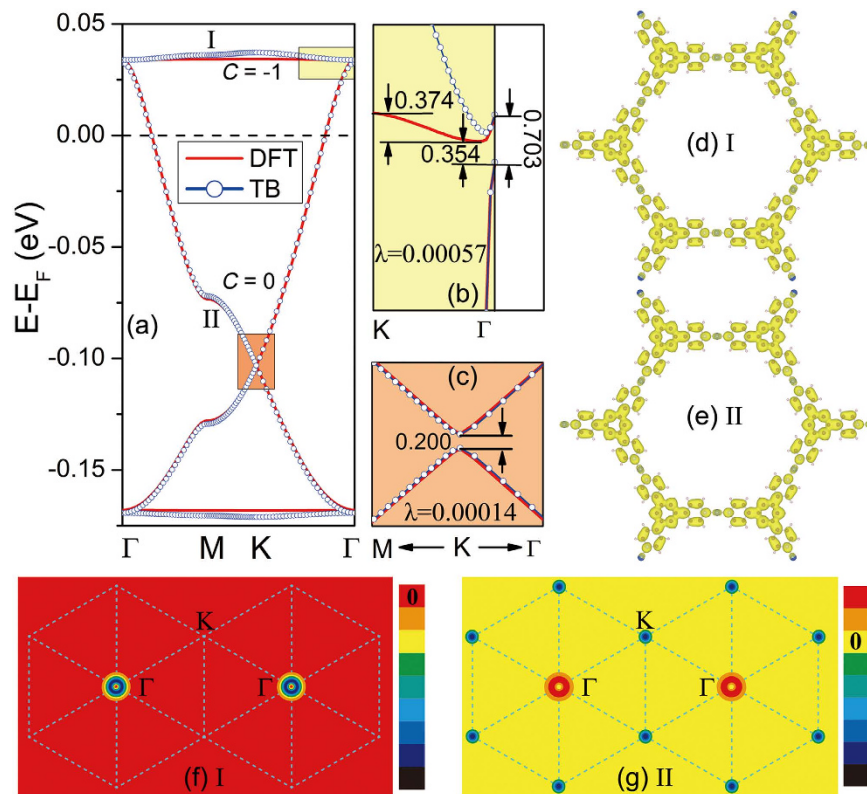 0.05
0.00
-0.05
-0.10
-0.15
E-E_F (eV)
I
C = -1
DFT
TB
C = 0
(a)
II
Γ M K Γ
0.374
0.354
0.703
λ=0.00057
(b)
K Γ
(c)
0.200
λ=0.00014
M ← K → Γ
(d) I
(e) II
K
Γ Γ
(f) I
0
K
Γ Γ
(g) II
0